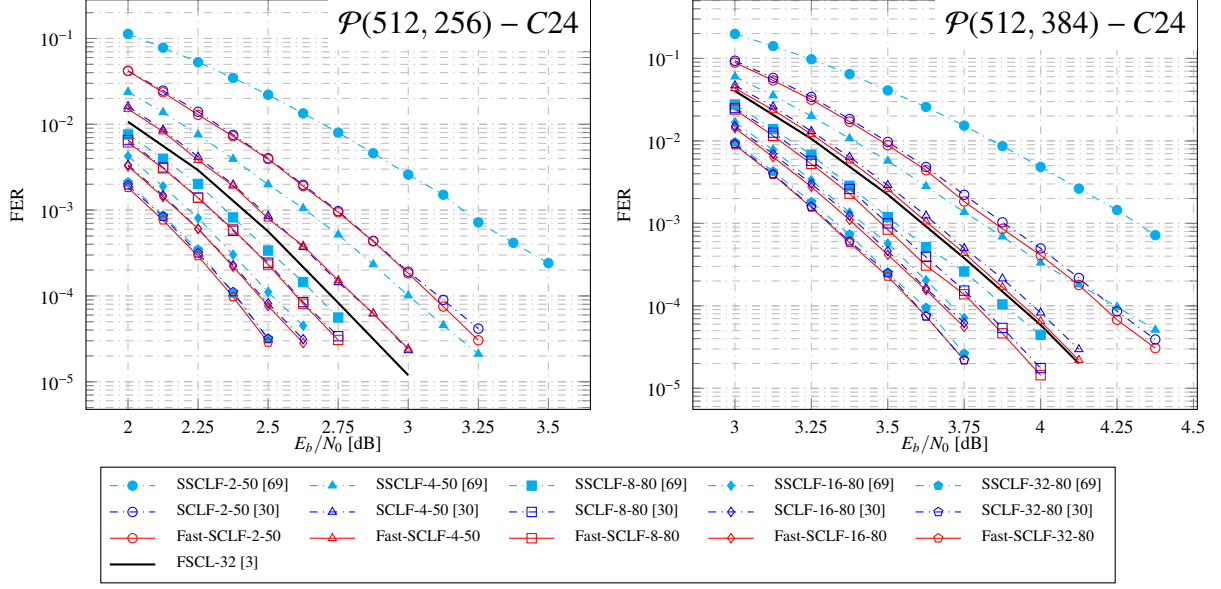 P(512, 256) − C24
10⁻¹
10⁻²
10⁻³
10⁻⁴
10⁻⁵
FER
2
2.25
2.5
2.75
3
3.25
3.5
E_b/N_0 [dB]
P(512, 384) − C24
10⁰
10⁻¹
10⁻²
10⁻³
10⁻⁴
10⁻⁵
FER
3
3.25
3.5
3.75
4
4.25
4.5
E_b/N_0 [dB]
SSCLF-2-50 [69] SSCLF-4-50 [69] SSCLF-8-80 [69] SSCLF-16-80 [69] SSCLF-32-80 [69]
SCLF-2-50 [30] SCLF-4-50 [30] SCLF-8-80 [30] SCLF-16-80 [30] SCLF-32-80 [30]
Fast-SCLF-2-50 Fast-SCLF-4-50 Fast-SCLF-8-80 Fast-SCLF-16-80 Fast-SCLF-32-80
FSCL-32 [3]